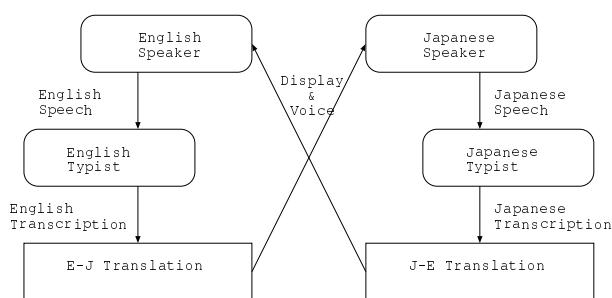 English
Speaker
Japanese
Speaker
Display
&
Voice
English
Speech
Japanese
Speech
English
Typist
Japanese
Typist
English
Transcription
Japanese
Transcription
E-J Translation
J-E Translation